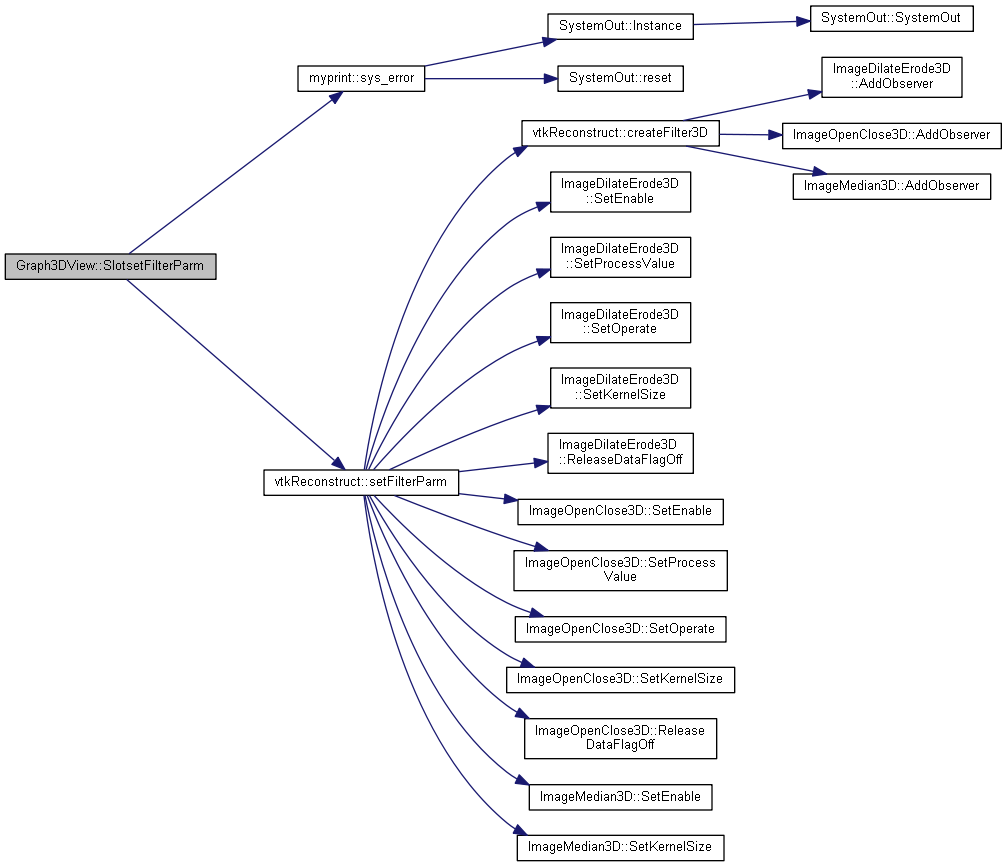 SystemOut::Instance
SystemOut::SystemOut
myprint::sys_error
SystemOut::reset
ImageDilateErode3D
::AddObserver
vtkReconstruct::createFilter3D
ImageOpenClose3D::AddObserver
ImageMedian3D::AddObserver
ImageDilateErode3D
::SetEnable
Graph3DView::SlotsetFilterParm
ImageDilateErode3D
::SetProcessValue
ImageDilateErode3D
::SetOperate
ImageDilateErode3D
::SetKernelSize
ImageDilateErode3D
::ReleaseDataFlagOff
vtkReconstruct::setFilterParm
ImageOpenClose3D::SetEnable
ImageOpenClose3D::SetProcess
Value
ImageOpenClose3D::SetOperate
ImageOpenClose3D::SetKernelSize
ImageOpenClose3D::Release
DataFlagOff
ImageMedian3D::SetEnable
ImageMedian3D::SetKernelSize